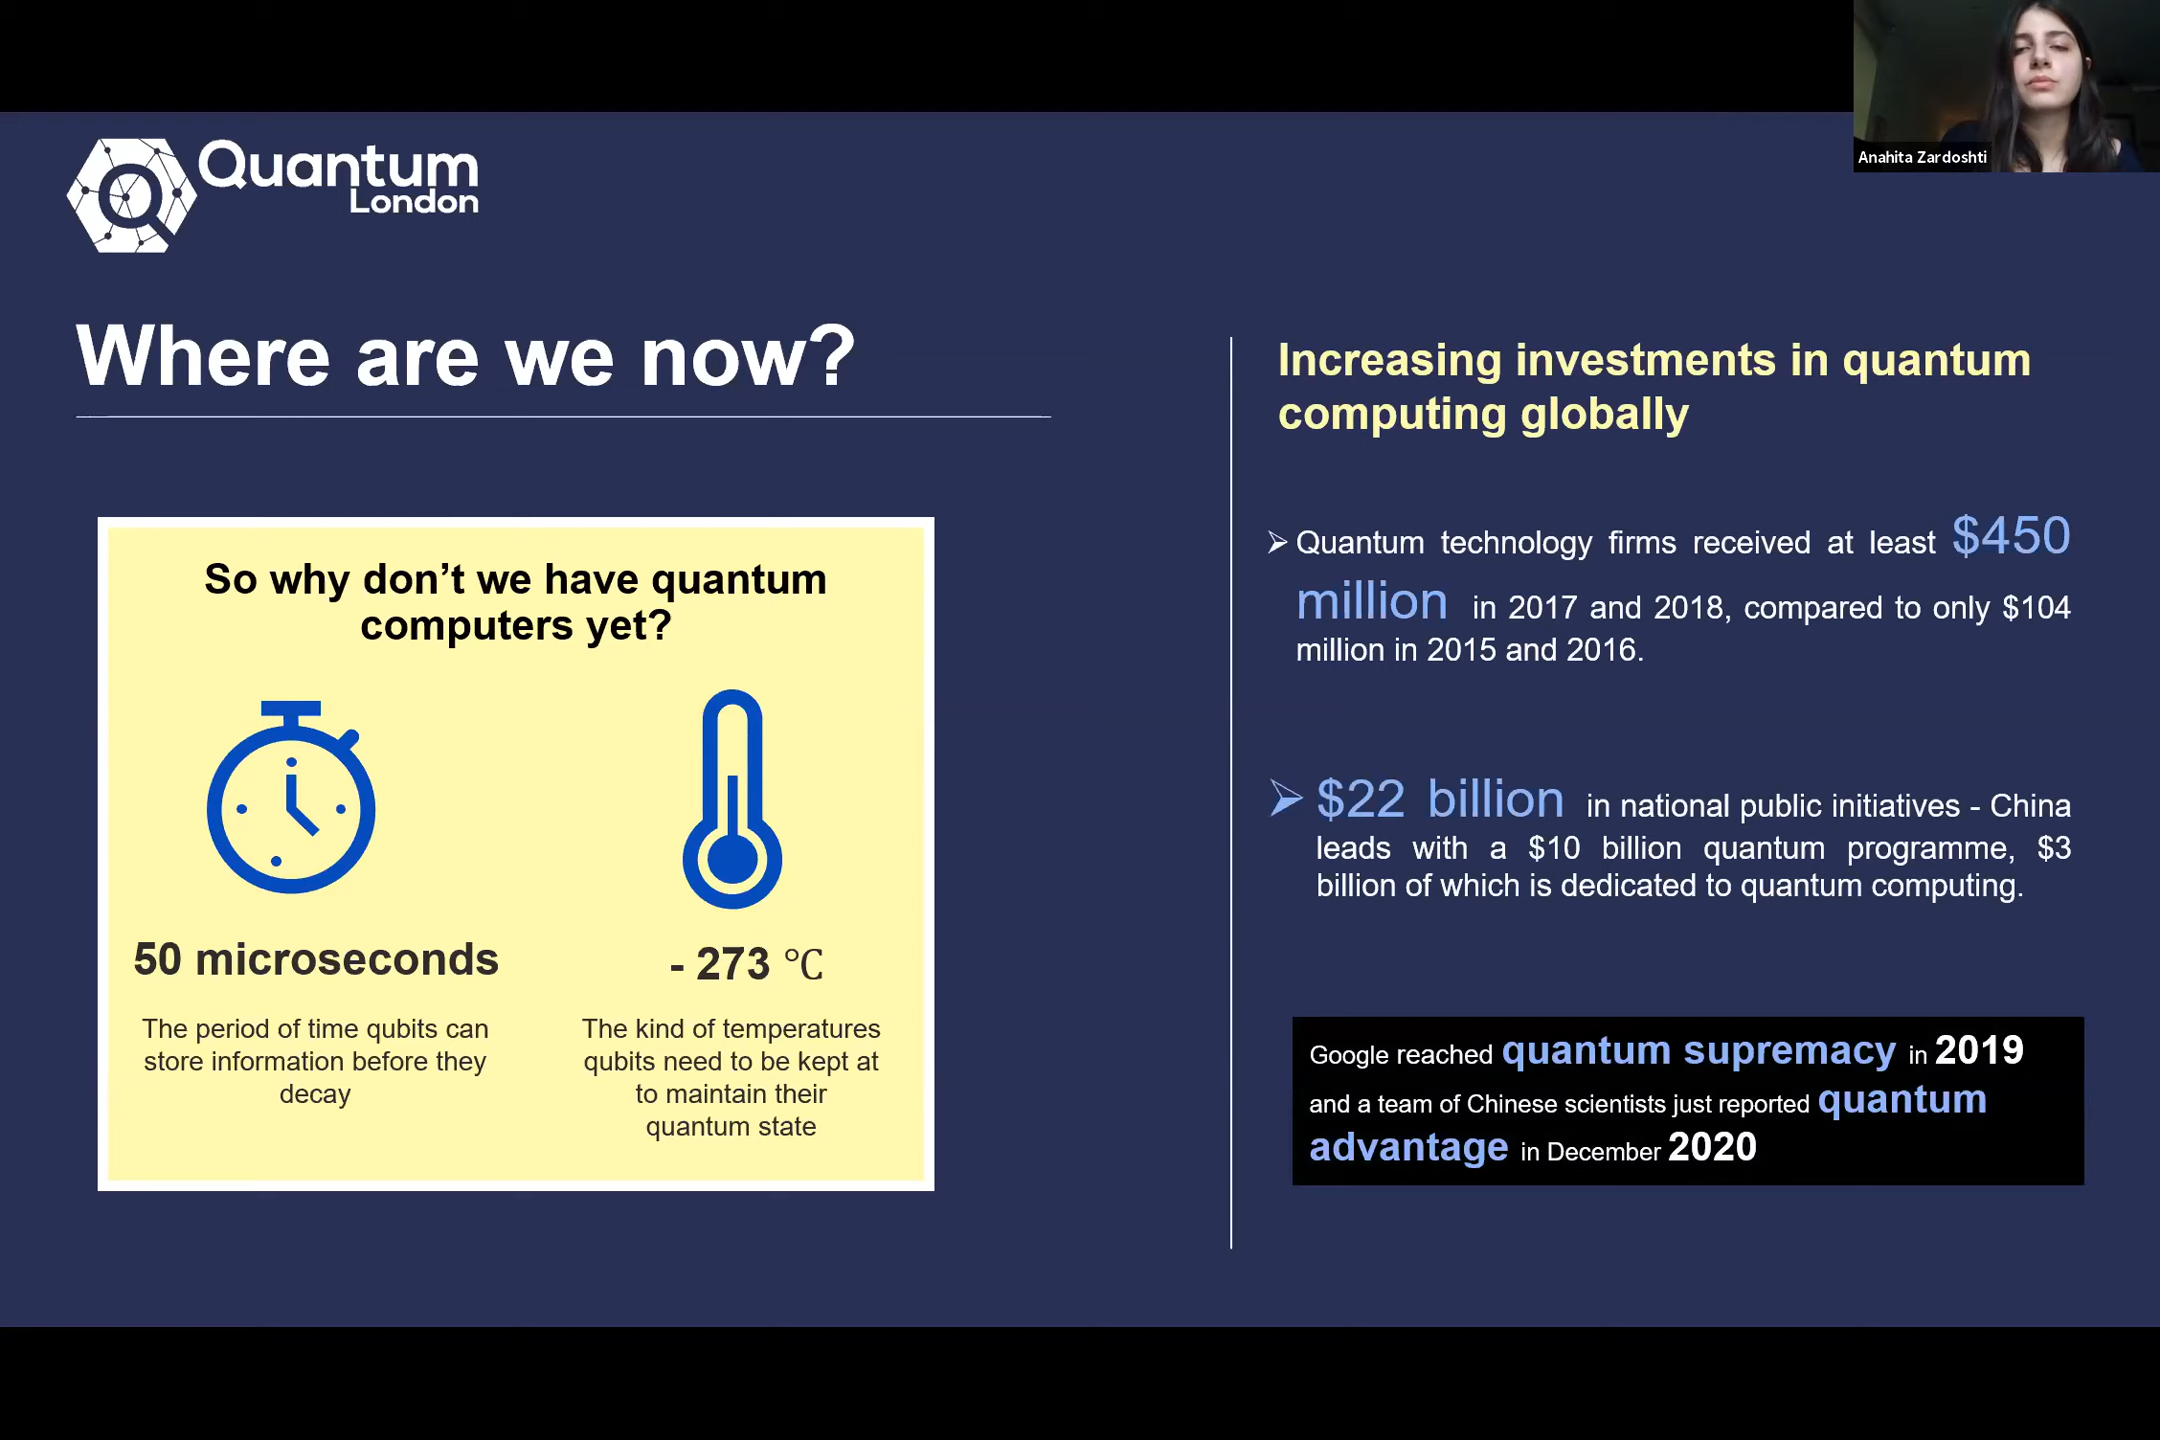 Anahita Zardoshti
Quantum
London
Where are we now?
So why don’t we have quantum
computers yet?
50 microseconds
The period of time qubits can
store information before they
decay
- 273 °C
The kind of temperatures
qubits need to be kept at
to maintain their
quantum state
Increasing investments in quantum
computing globally
➢ Quantum technology firms received at least $450
million in 2017 and 2018, compared to only $104
million in 2015 and 2016.
➢ $22 billion in national public initiatives - China
leads with a $10 billion quantum programme, $3
billion of which is dedicated to quantum computing.
Google reached quantum supremacy in 2019
and a team of Chinese scientists just reported quantum
advantage in December 2020